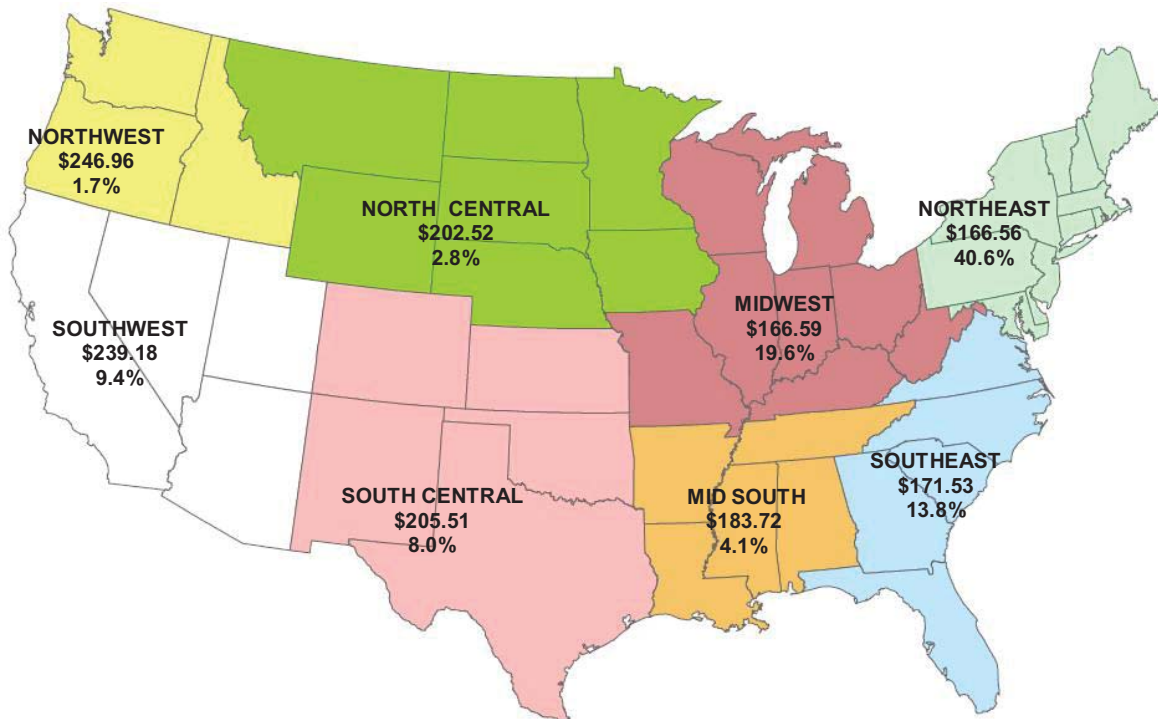 NORTHWEST
$246.96
1.7%
NORTH CENTRAL
$202.52
2.8%
NORTHEAST
$166.56
40.6%
SOUTHWEST
$239.18
9.4%
MIDWEST
$166.59
19.6%
SOUTH CENTRAL
$205.51
8.0%
MID SOUTH
$183.72
4.1%
SOUTHEAST
$171.53
13.8%